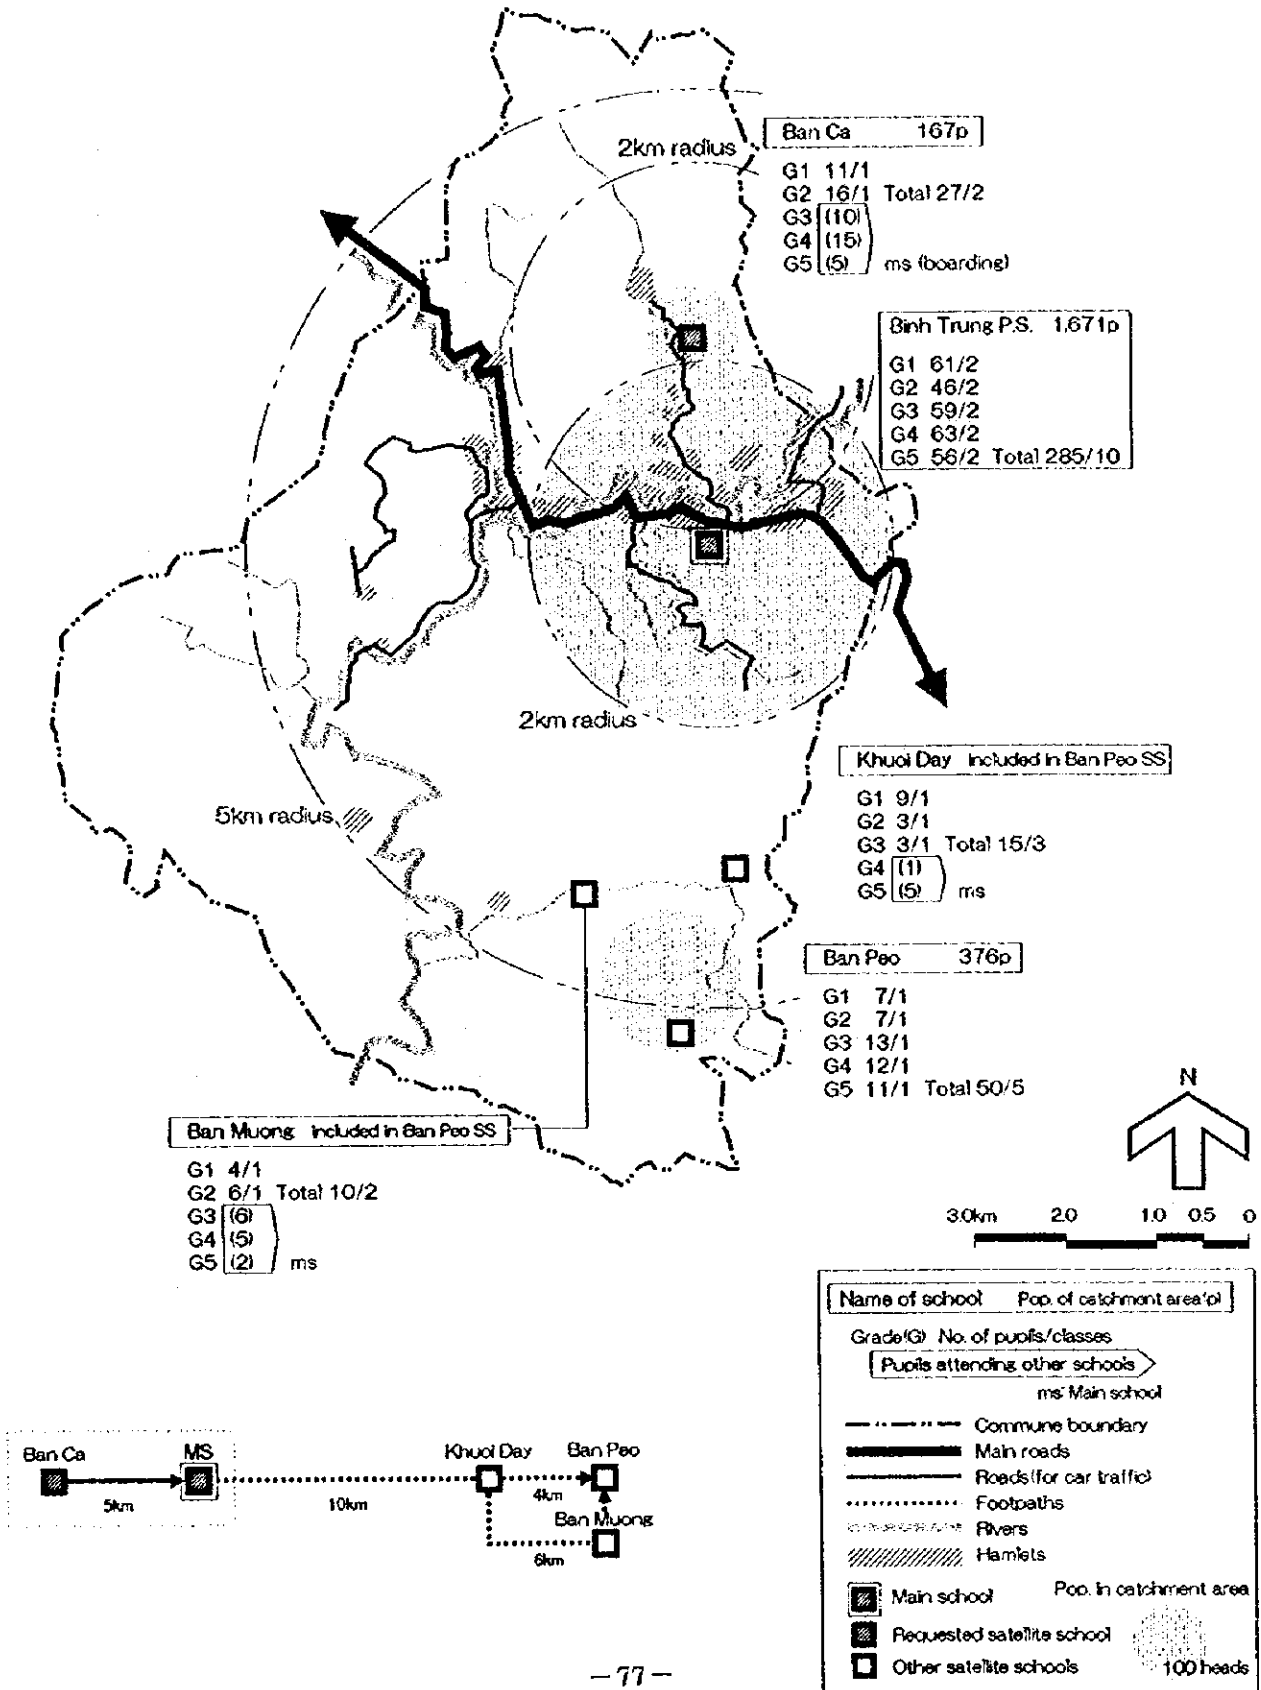 Ban Ca 167p
2km radius
G1 11/1
G2 16/1 Total 27/2
G3 (10)
G4 (15)
G5 (5) ms (boarding)
Binh Trung P.S. 1,671p
G1 61/2
G2 46/2
G3 59/2
G4 63/2
G5 56/2 Total 285/10
2km radius
Khuoi Day included in Ban Peo SS
G1 9/1
G2 3/1
G3 3/1 Total 15/3
G4 (1)
G5 (5) ms
5km radius
Ban Peo 376p
G1 7/1
G2 7/1
G3 13/1
G4 12/1
G5 11/1 Total 50/5
Ban Muong included in Ban Peo SS
G1 4/1
G2 6/1 Total 10/2
G3 (6)
G4 (5)
G5 (2) ms
N
3.0km 2.0 1.0 0.5 0
Name of school Pop. of catchment area(p)
Grade(G) No. of pupils/classes
Pupils attending other schools
ms: Main school
Commune boundary
Main roads
Roads(for car traffic)
Footpaths
Rivers
Hamlets
Main school Pop. in catchment area
Requested satellite school
Other satellite schools 100 heads
Ban Ca MS Khuoi Day Ban Peo
5km 10km 4km
Ban Muong
6km
-77-